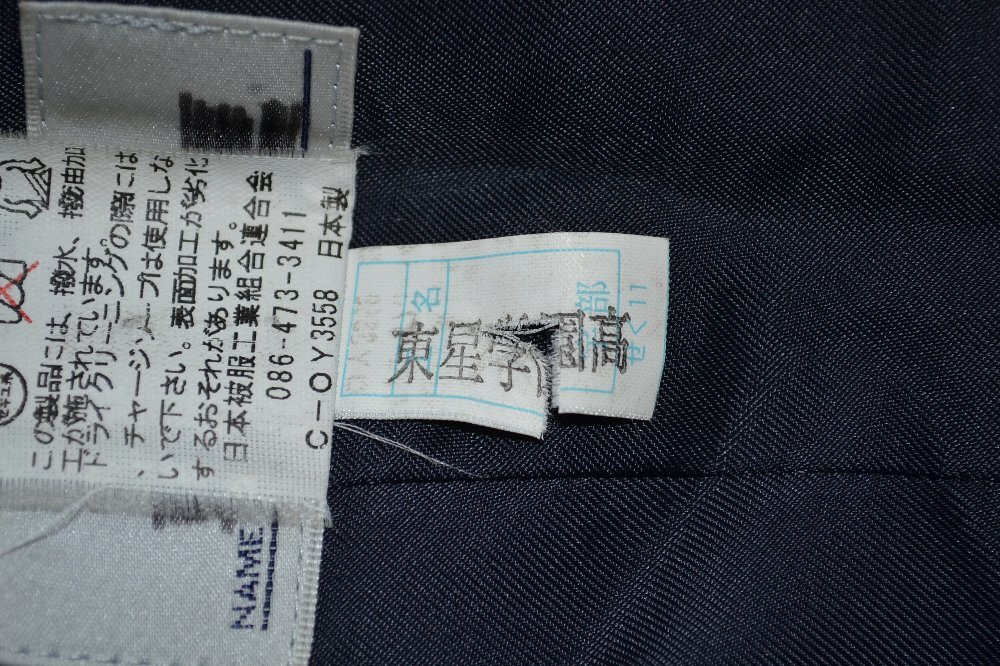 この製品には、撥水、撥油加
工が施されています。
ドライクリーニングの際には
、チャージソープは使用しな
いで下さい。表面加工が劣化
するおそれがあります。
日本被服工業組合連合会
086-473-3411
C-OY3558 日本製
名
部
東星学園高
NAME